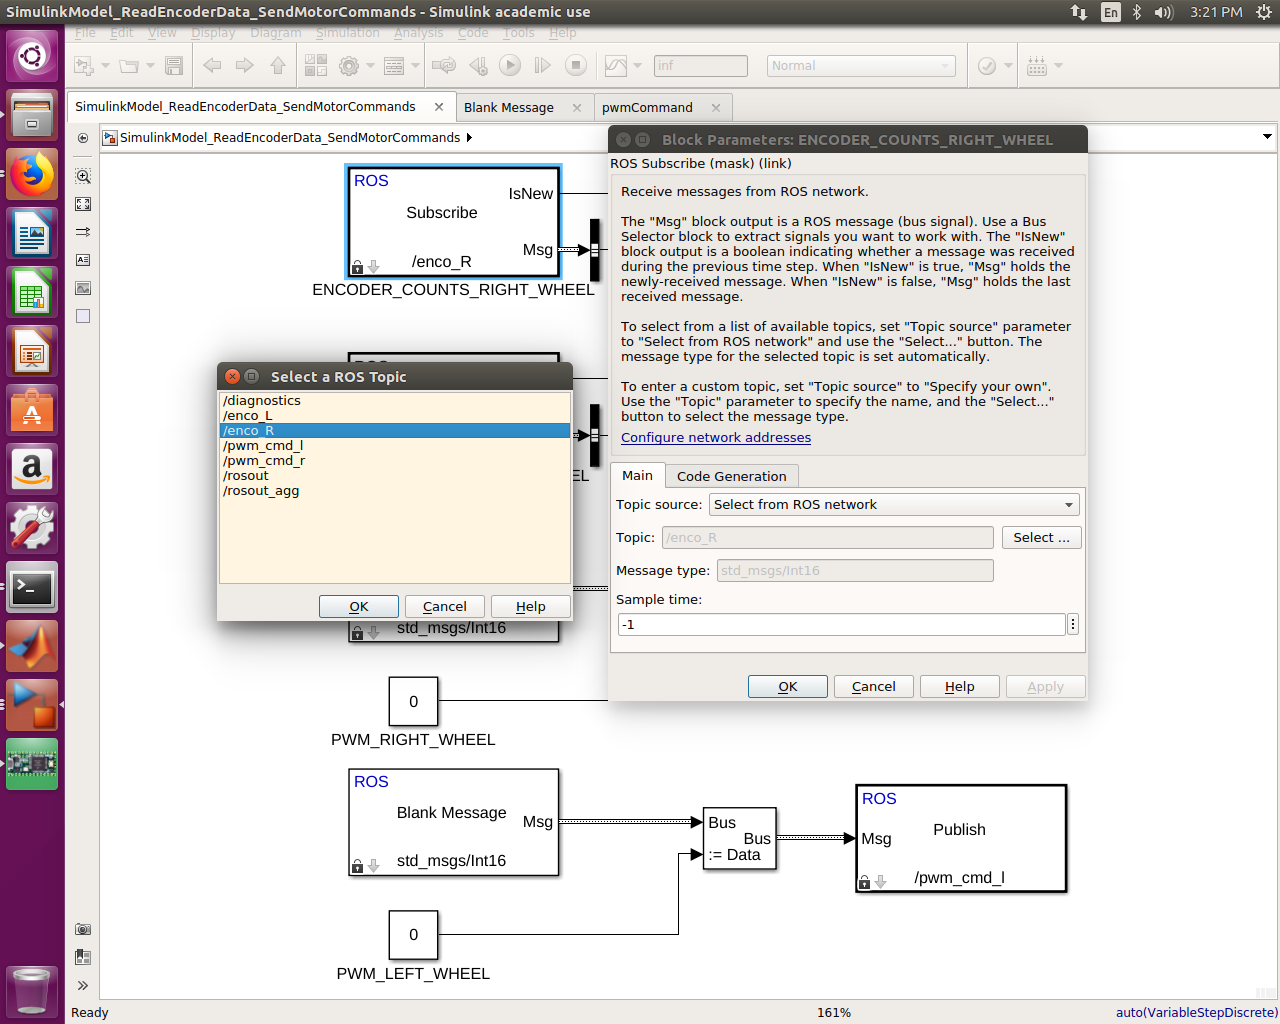 SimulinkModel_ReadEncoderData_SendMotorCommands - Simulink academic use
En
3:21 PM
File Edit View Display Diagram Simulation Analysis Code Tools Help
inf
Normal
SimulinkModel_ReadEncoderData_SendMotorCommands
Blank Message
pwmCommand
SimulinkModel_ReadEncoderData_SendMotorCommands
ROS
IsNew
Subscribe
Msg
/enco_R
ENCODER_COUNTS_RIGHT_WHEEL
Select a ROS Topic
/diagnostics
/enco_L
/enco_R
/pwm_cmd_l
/pwm_cmd_r
/rosout
/rosout_agg
OK
Cancel
Help
EL
std_msgs/Int16
0
PWM_RIGHT_WHEEL
ROS
Blank Message
Msg
std_msgs/Int16
0
PWM_LEFT_WHEEL
Bus
Bus
:= Data
ROS
Publish
Msg
/pwm_cmd_l
Block Parameters: ENCODER_COUNTS_RIGHT_WHEEL
ROS Subscribe (mask) (link)
Receive messages from ROS network.
The "Msg" block output is a ROS message (bus signal). Use a Bus
Selector block to extract signals you want to work with. The "IsNew"
block output is a boolean indicating whether a message was received
during the previous time step. When "IsNew" is true, "Msg" holds the
newly-received message. When "IsNew" is false, "Msg" holds the last
received message.
To select from a list of available topics, set "Topic source" parameter
to "Select from ROS network" and use the "Select..." button. The
message type for the selected topic is set automatically.
To enter a custom topic, set "Topic source" to "Specify your own".
Use the "Topic" parameter to specify the name, and the "Select..."
button to select the message type.
Configure network addresses
Main
Code Generation
Topic source: Select from ROS network
Topic: /enco_R
Select ...
Message type: std_msgs/Int16
Sample time:
-1
OK
Cancel
Help
Apply
Ready
161%
auto(VariableStepDiscrete)